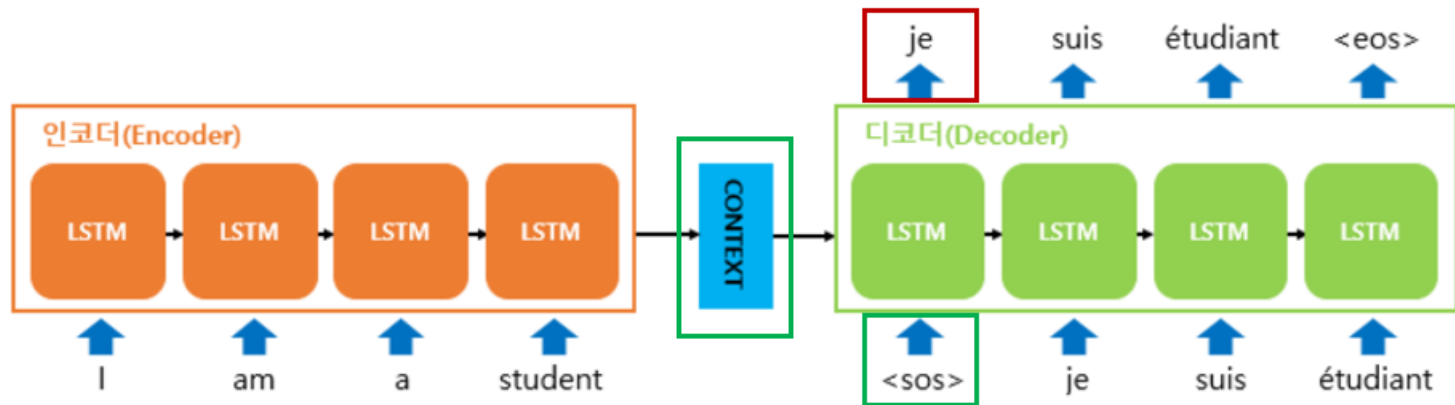 je suis étudiant <eos>
인코더(Encoder)
디코더(Decoder)
LSTM LSTM LSTM LSTM
CONTEXT
LSTM LSTM LSTM LSTM
I am a student
<sos> je suis étudiant